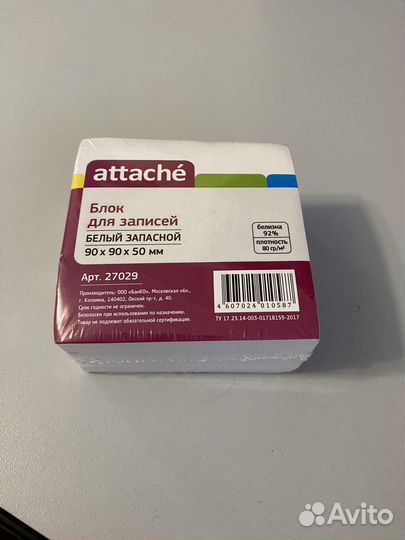 attaché
Блок
для записей
БЕЛЫЙ ЗАПАСНОЙ
90 х 90 х 50 мм
белизна
92%
плотность
80 гр/м²
Арт. 27029
Производитель: ООО «БанКО», Московская обл.,
г. Коломна, 140402, Окский пр-т, д. 40.
Срок годности не ограничен.
Безопасен при использовании по назначению.
Товар не подлежит обязательной сертификации.
4 607024 010587
ТУ 17.23.14-003-01718159-2017
Avito